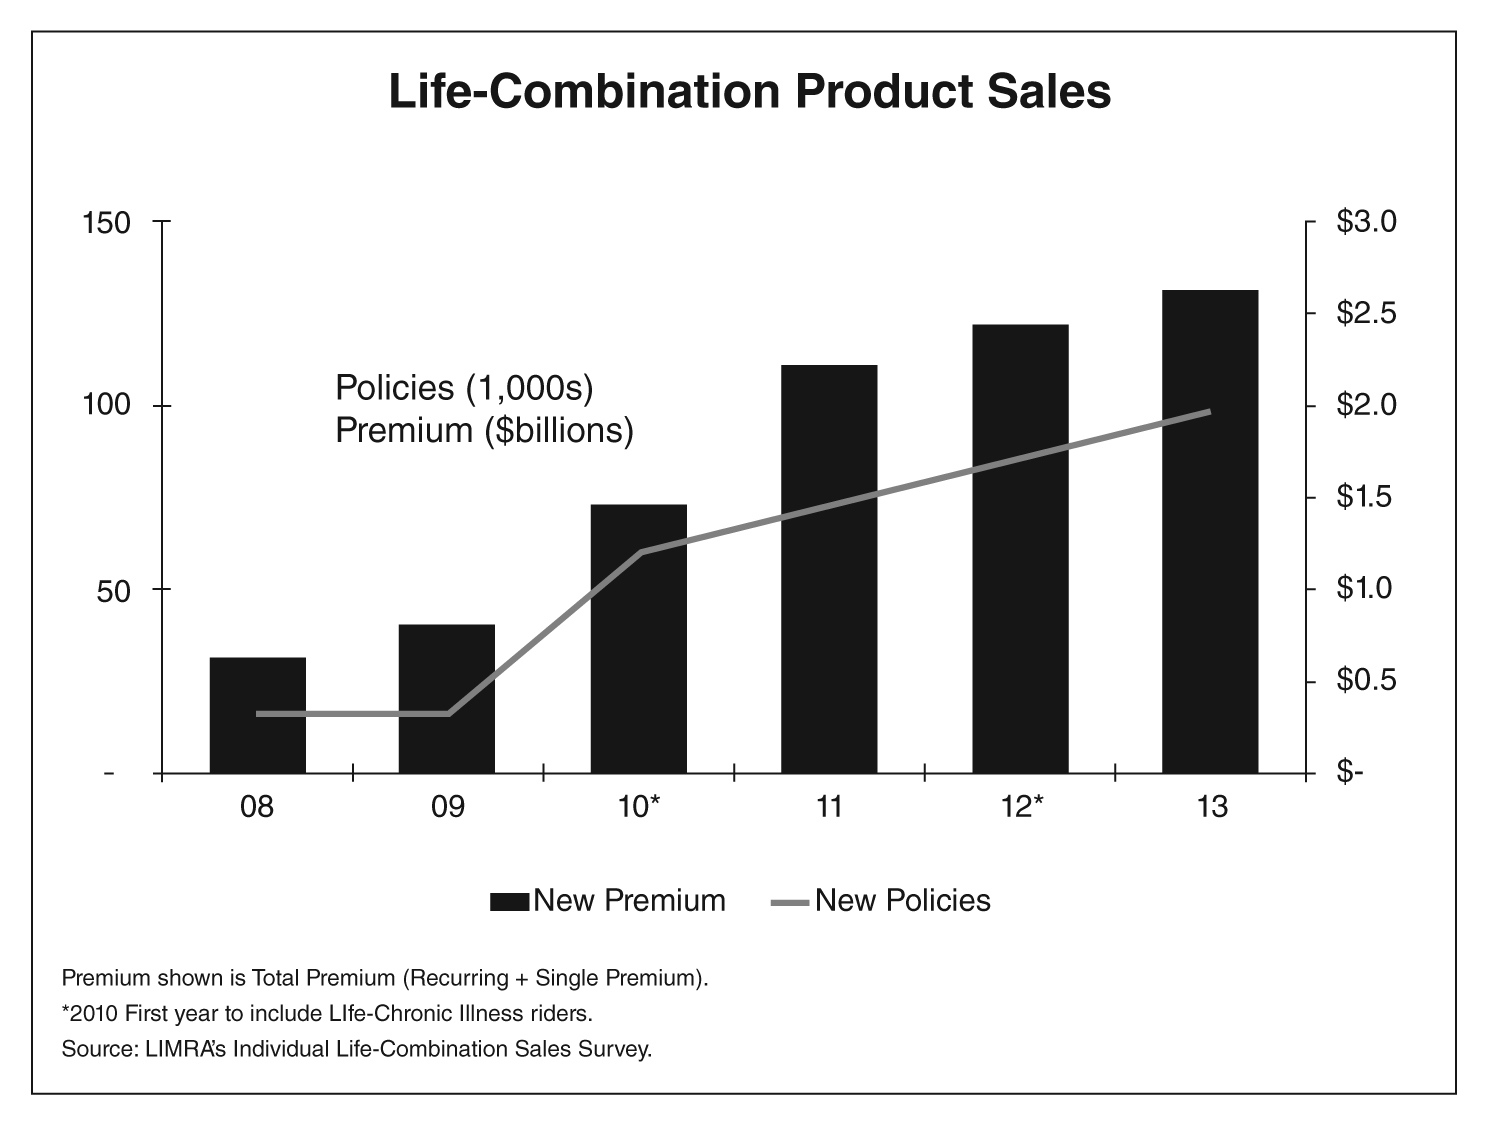 Life-Combination Product Sales
150
100
50
-
Policies (1,000s)
Premium ($billions)
$3.0
$2.5
$2.0
$1.5
$1.0
$0.5
$-
08 09 10* 11 12* 13
New Premium New Policies
Premium shown is Total Premium (Recurring + Single Premium).
*2010 First year to include LIfe-Chronic Illness riders.
Source: LIMRA’s Individual Life-Combination Sales Survey.